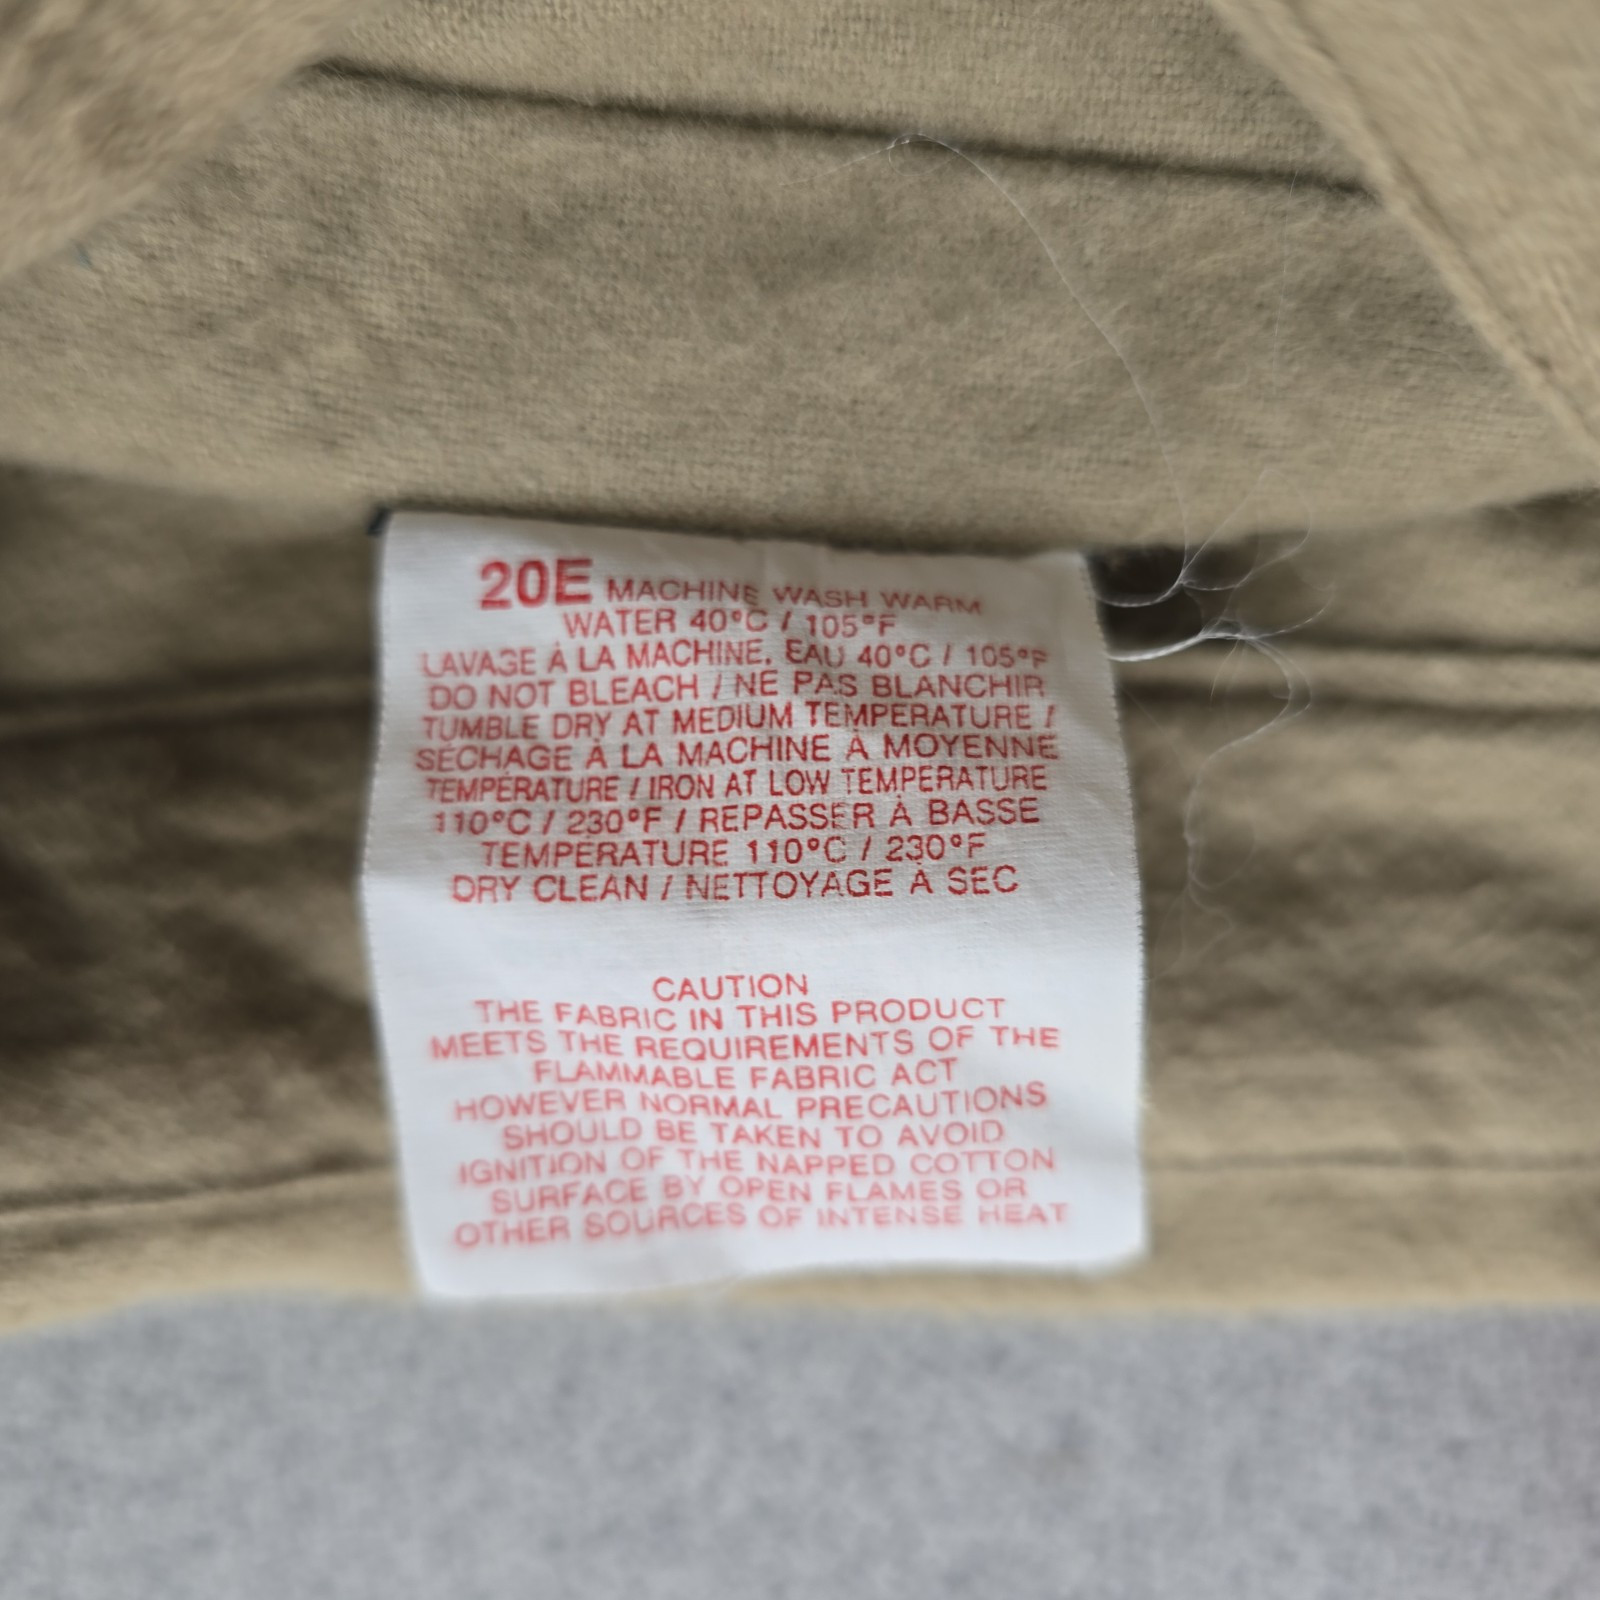 20E MACHINE WASH WARM
WATER 40°C / 105°F
LAVAGE À LA MACHINE, EAU 40°C / 105°F
DO NOT BLEACH / NE PAS BLANCHIR
TUMBLE DRY AT MEDIUM TEMPERATURE /
SÉCHAGE À LA MACHINE À MOYENNE
TEMPÉRATURE / IRON AT LOW TEMPERATURE
110°C / 230°F / REPASSER À BASSE
TEMPÉRATURE 110°C / 230°F
DRY CLEAN / NETTOYAGE À SEC
CAUTION
THE FABRIC IN THIS PRODUCT
MEETS THE REQUIREMENTS OF THE
FLAMMABLE FABRIC ACT
HOWEVER NORMAL PRECAUTIONS
SHOULD BE TAKEN TO AVOID
IGNITION OF THE NAPPED COTTON
SURFACE BY OPEN FLAMES OR
OTHER SOURCES OF INTENSE HEAT